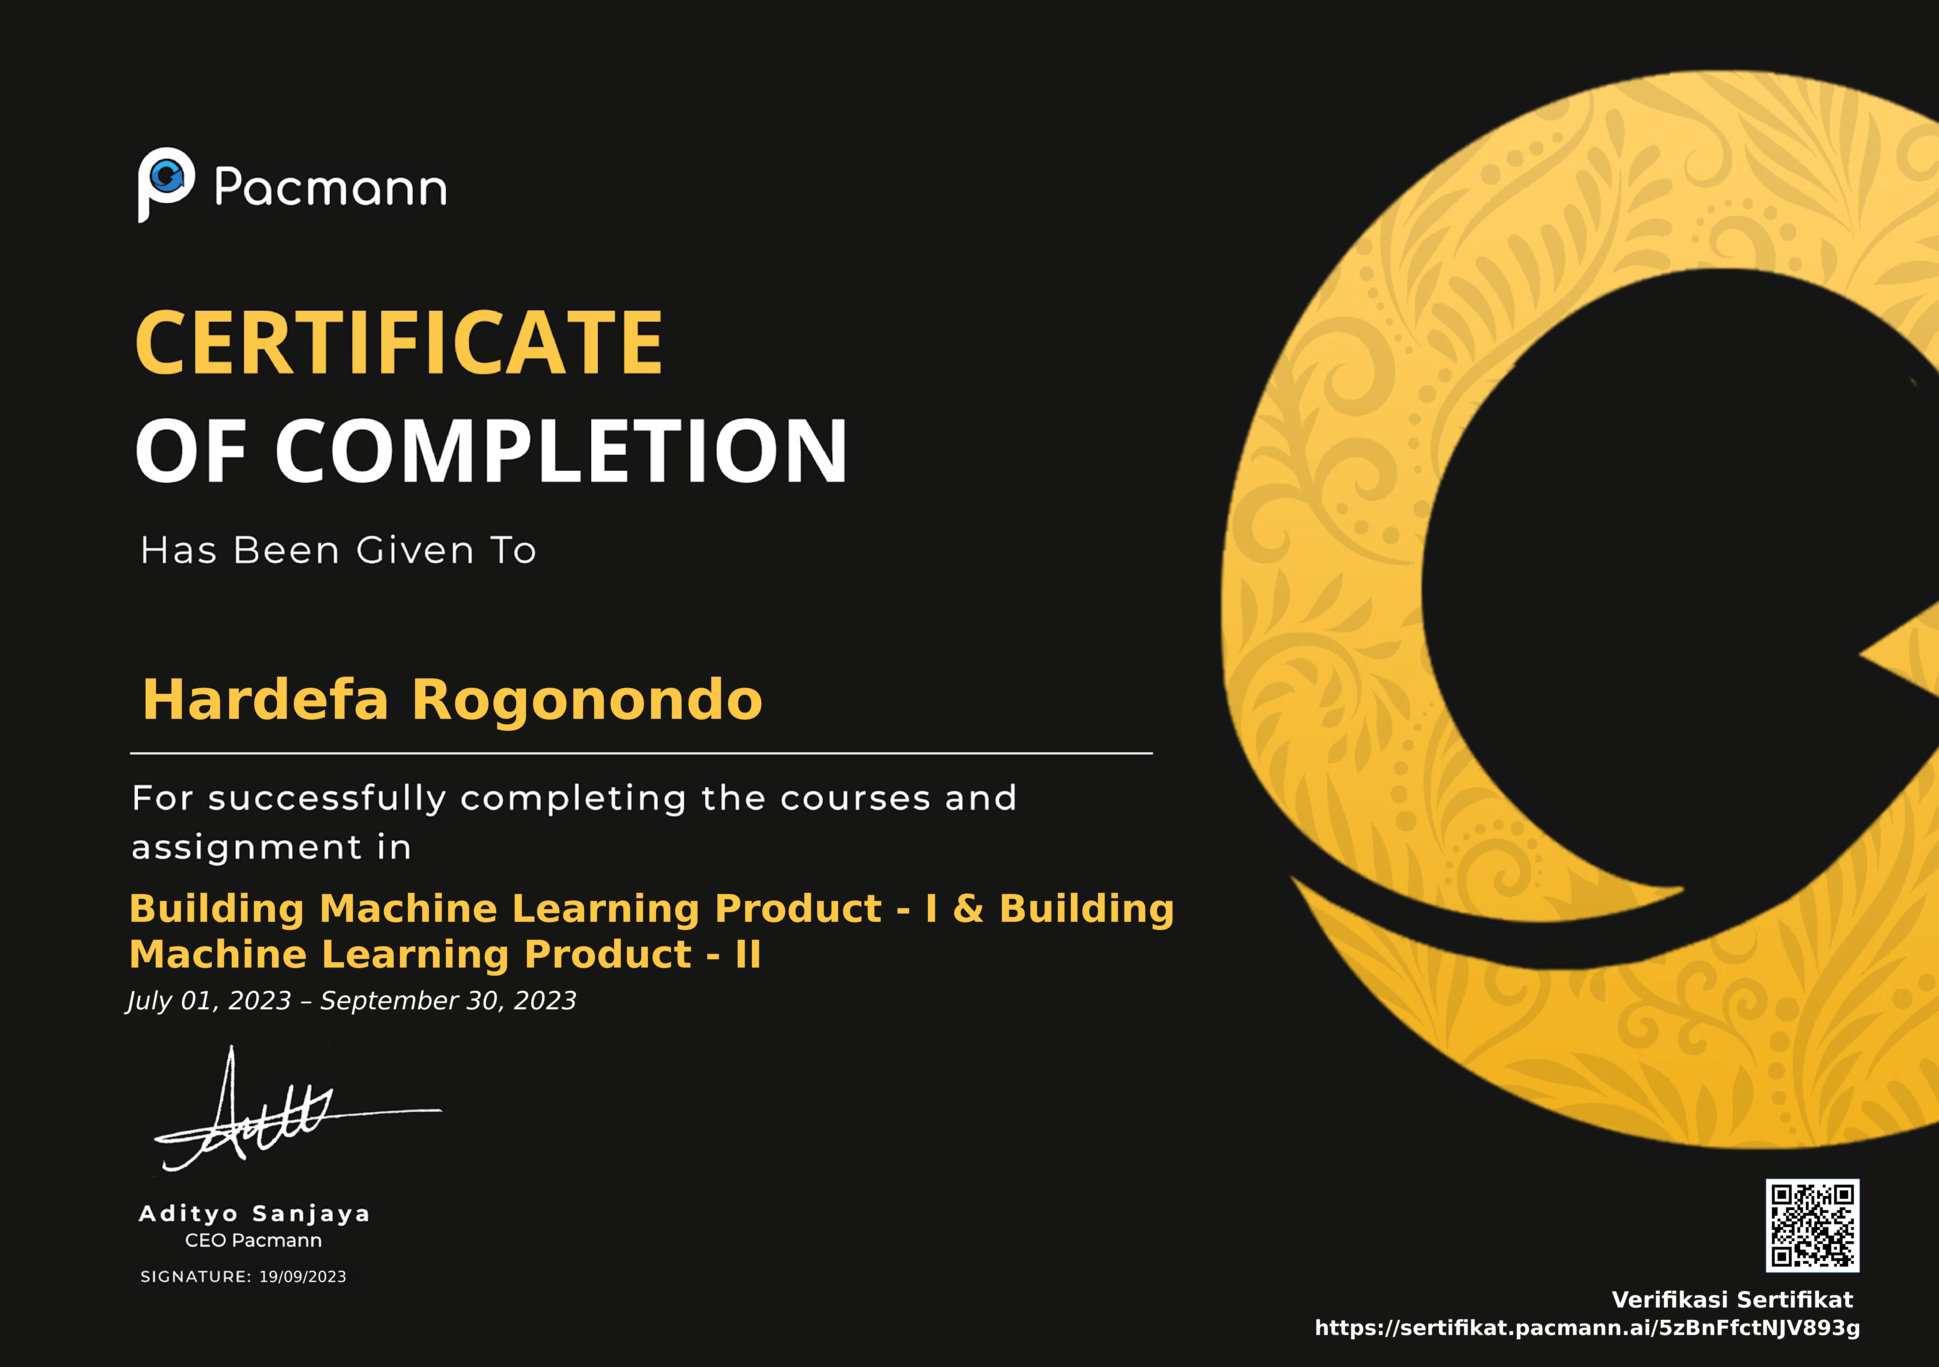 Pacmann
CERTIFICATE
OF COMPLETION
Has Been Given To
Hardefa Rogonondo
For successfully completing the courses and
assignment in
Building Machine Learning Product - I & Building
Machine Learning Product - II
July 01, 2023 – September 30, 2023
Adityo Sanjaya
CEO Pacmann
SIGNATURE: 19/09/2023
Verifikasi Sertifikat
https://sertifikat.pacmann.ai/5zBnFfctNJV893g